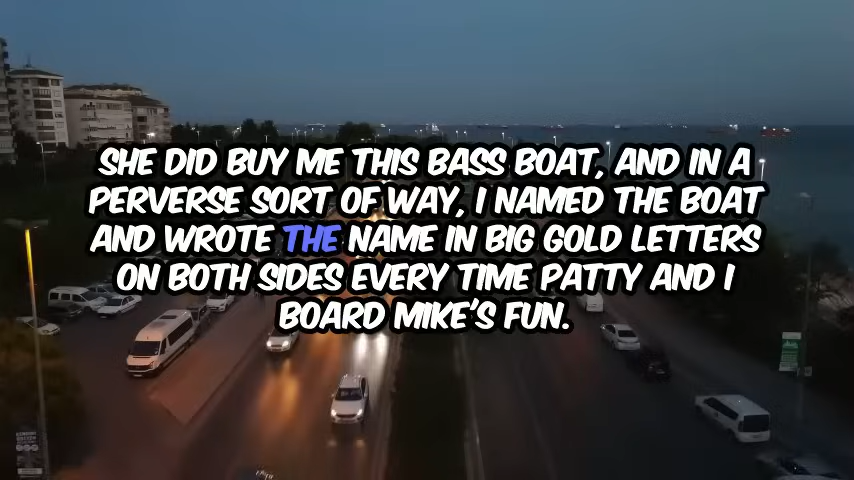 SHE DID BUY ME THIS BASS BOAT, AND IN A
PERVERSE SORT OF WAY, I NAMED THE BOAT
AND WROTE THE NAME IN BIG GOLD LETTERS
ON BOTH SIDES EVERY TIME PATTY AND I
BOARD MIKE'S FUN.